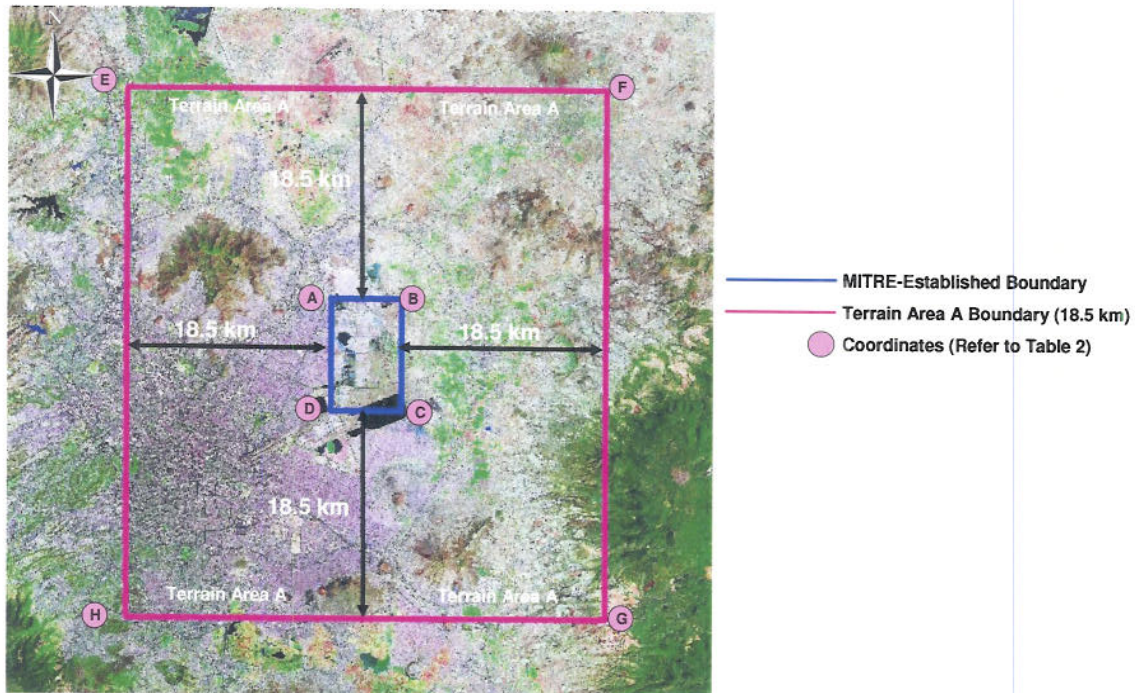 N
E
F
Terrain Area A
Terrain Area A
18.5 km
A
B
MITRE-Established Boundary
Terrain Area A Boundary (18.5 km)
18.5 km
18.5 km
Coordinates (Refer to Table 2)
D
C
18.5 km
Terrain Area A
Terrain Area A
H
G